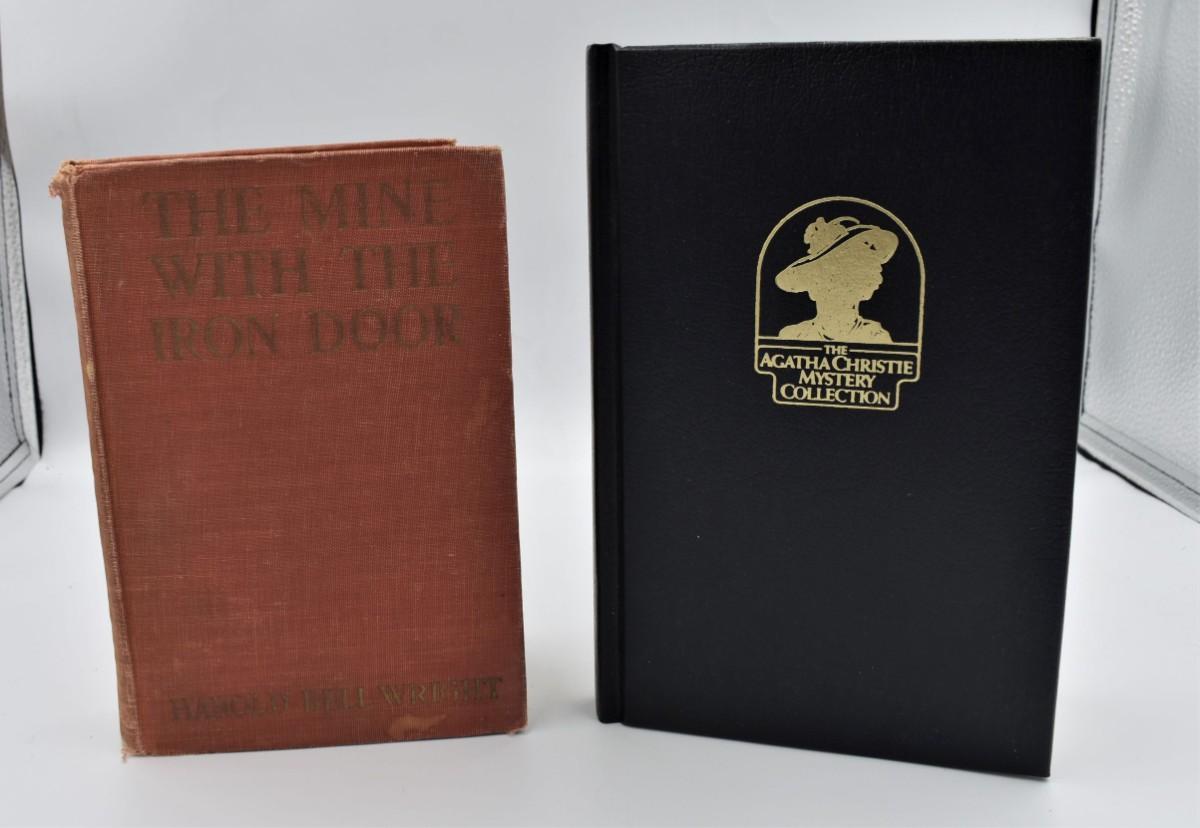 THE MINE
WITH THE
IRON DOOR
HAROLD BELL WRIGHT
THE
AGATHA CHRISTIE
MYSTERY
COLLECTION